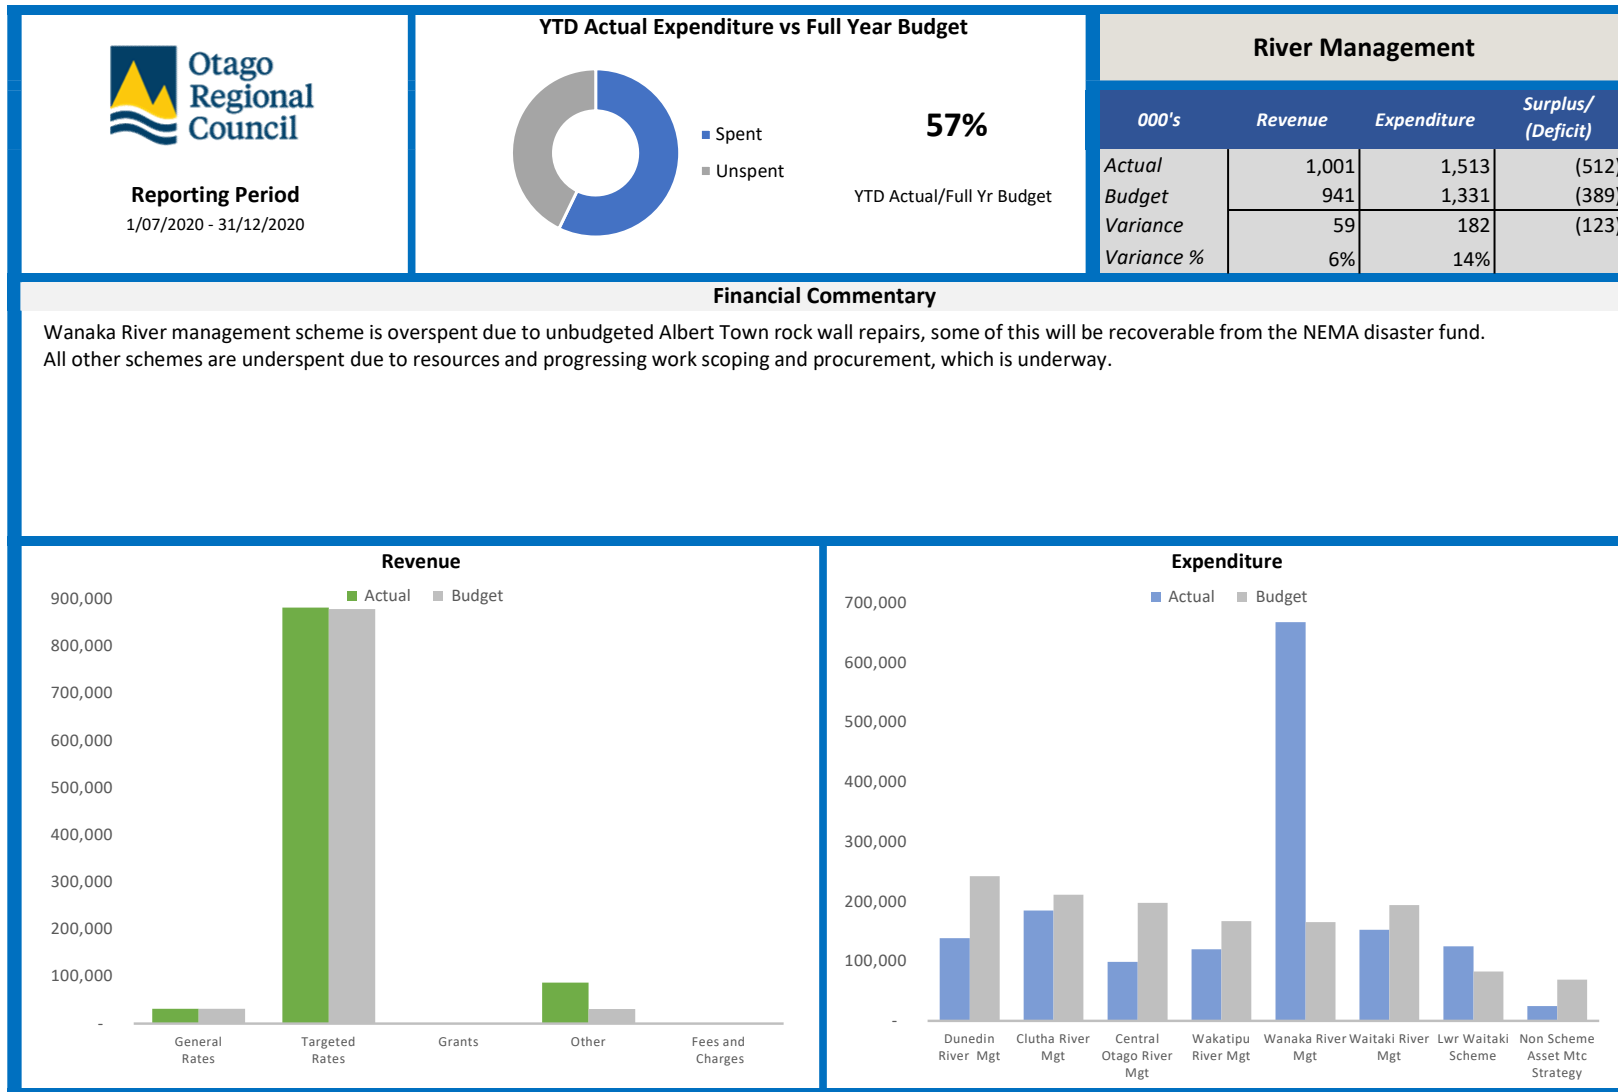 Otago
Regional
Council
Reporting Period
1/07/2020 - 31/12/2020
YTD Actual Expenditure vs Full Year Budget
Spent
Unspent
57%
YTD Actual/Full Yr Budget
River Management
000's Revenue Expenditure Surplus/ (Deficit)
Actual 1,001 1,513 (512)
Budget 941 1,331 (389)
Variance 59 182 (123)
Variance % 6% 14%
Financial Commentary
Wanaka River management scheme is overspent due to unbudgeted Albert Town rock wall repairs, some of this will be recoverable from the NEMA disaster fund.
All other schemes are underspent due to resources and progressing work scoping and procurement, which is underway.
Revenue
Actual Budget
900,000
800,000
700,000
600,000
500,000
400,000
300,000
200,000
100,000
-
General Rates
Targeted Rates
Grants
Other
Fees and Charges
Expenditure
Actual Budget
700,000
600,000
500,000
400,000
300,000
200,000
100,000
-
Dunedin River Mgt
Clutha River Mgt
Central Otago River Mgt
Wakatipu River Mgt
Wanaka River Mgt
Waitaki River Mgt
Lwr Waitaki Scheme
Non Scheme Asset Mtc Strategy